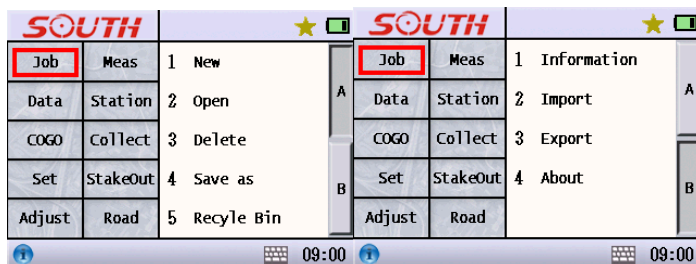 SOUTH
Job Meas 1 New
Data Station 2 Open A
COGO Collect 3 Delete
Set StakeOut 4 Save as B
Adjust Road 5 Recyle Bin
09:00
SOUTH
Job Meas 1 Information
Data Station 2 Import A
COGO Collect 3 Export
Set StakeOut 4 About B
Adjust Road
09:00